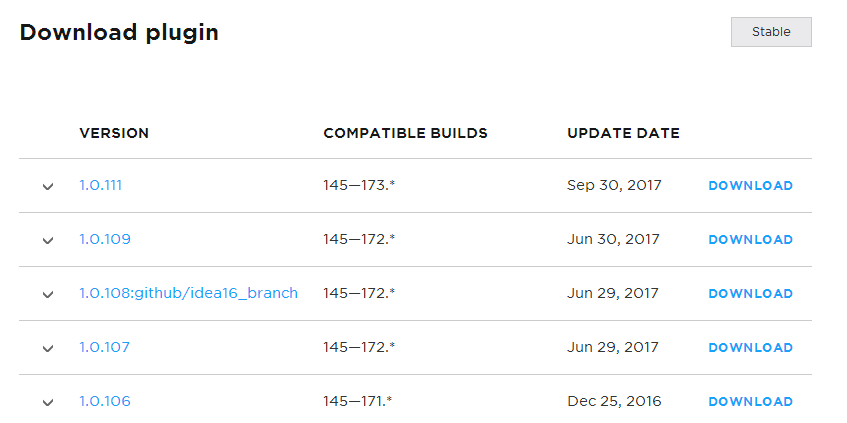 Download plugin
Stable
VERSION COMPATIBLE BUILDS UPDATE DATE
1.0.111 145—173.* Sep 30, 2017 DOWNLOAD
1.0.109 145—172.* Jun 30, 2017 DOWNLOAD
1.0.108:github/idea16_branch 145—172.* Jun 29, 2017 DOWNLOAD
1.0.107 145—172.* Jun 29, 2017 DOWNLOAD
1.0.106 145—171.* Dec 25, 2016 DOWNLOAD